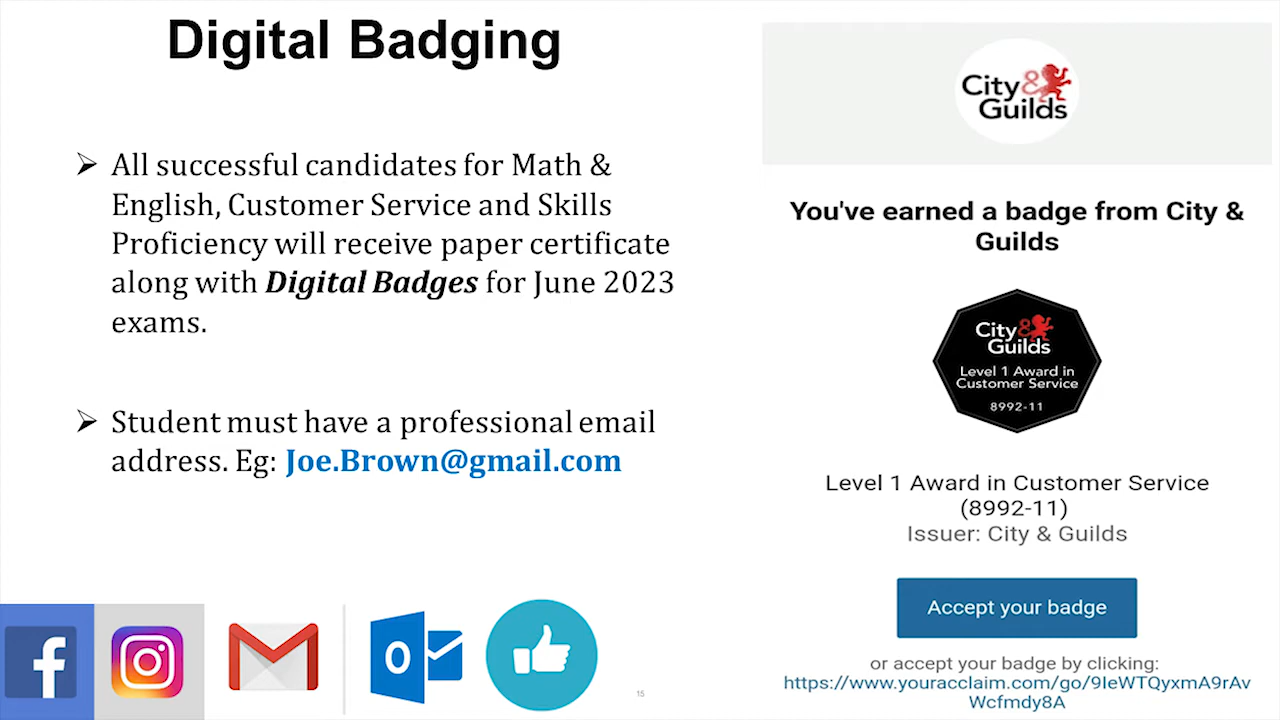 Digital Badging
All successful candidates for Math &
English, Customer Service and Skills
Proficiency will receive paper certificate
along with Digital Badges for June 2023
exams.
Student must have a professional email
address. Eg: Joe.Brown@gmail.com
15
City &
Guilds
You've earned a badge from City &
Guilds
City &
Guilds
Level 1 Award in
Customer Service
8992-11
Level 1 Award in Customer Service
(8992-11)
Issuer: City & Guilds
Accept your badge
or accept your badge by clicking:
https://www.youracclaim.com/go/9IeWTQyxmA9rAv
Wcfmdy8A